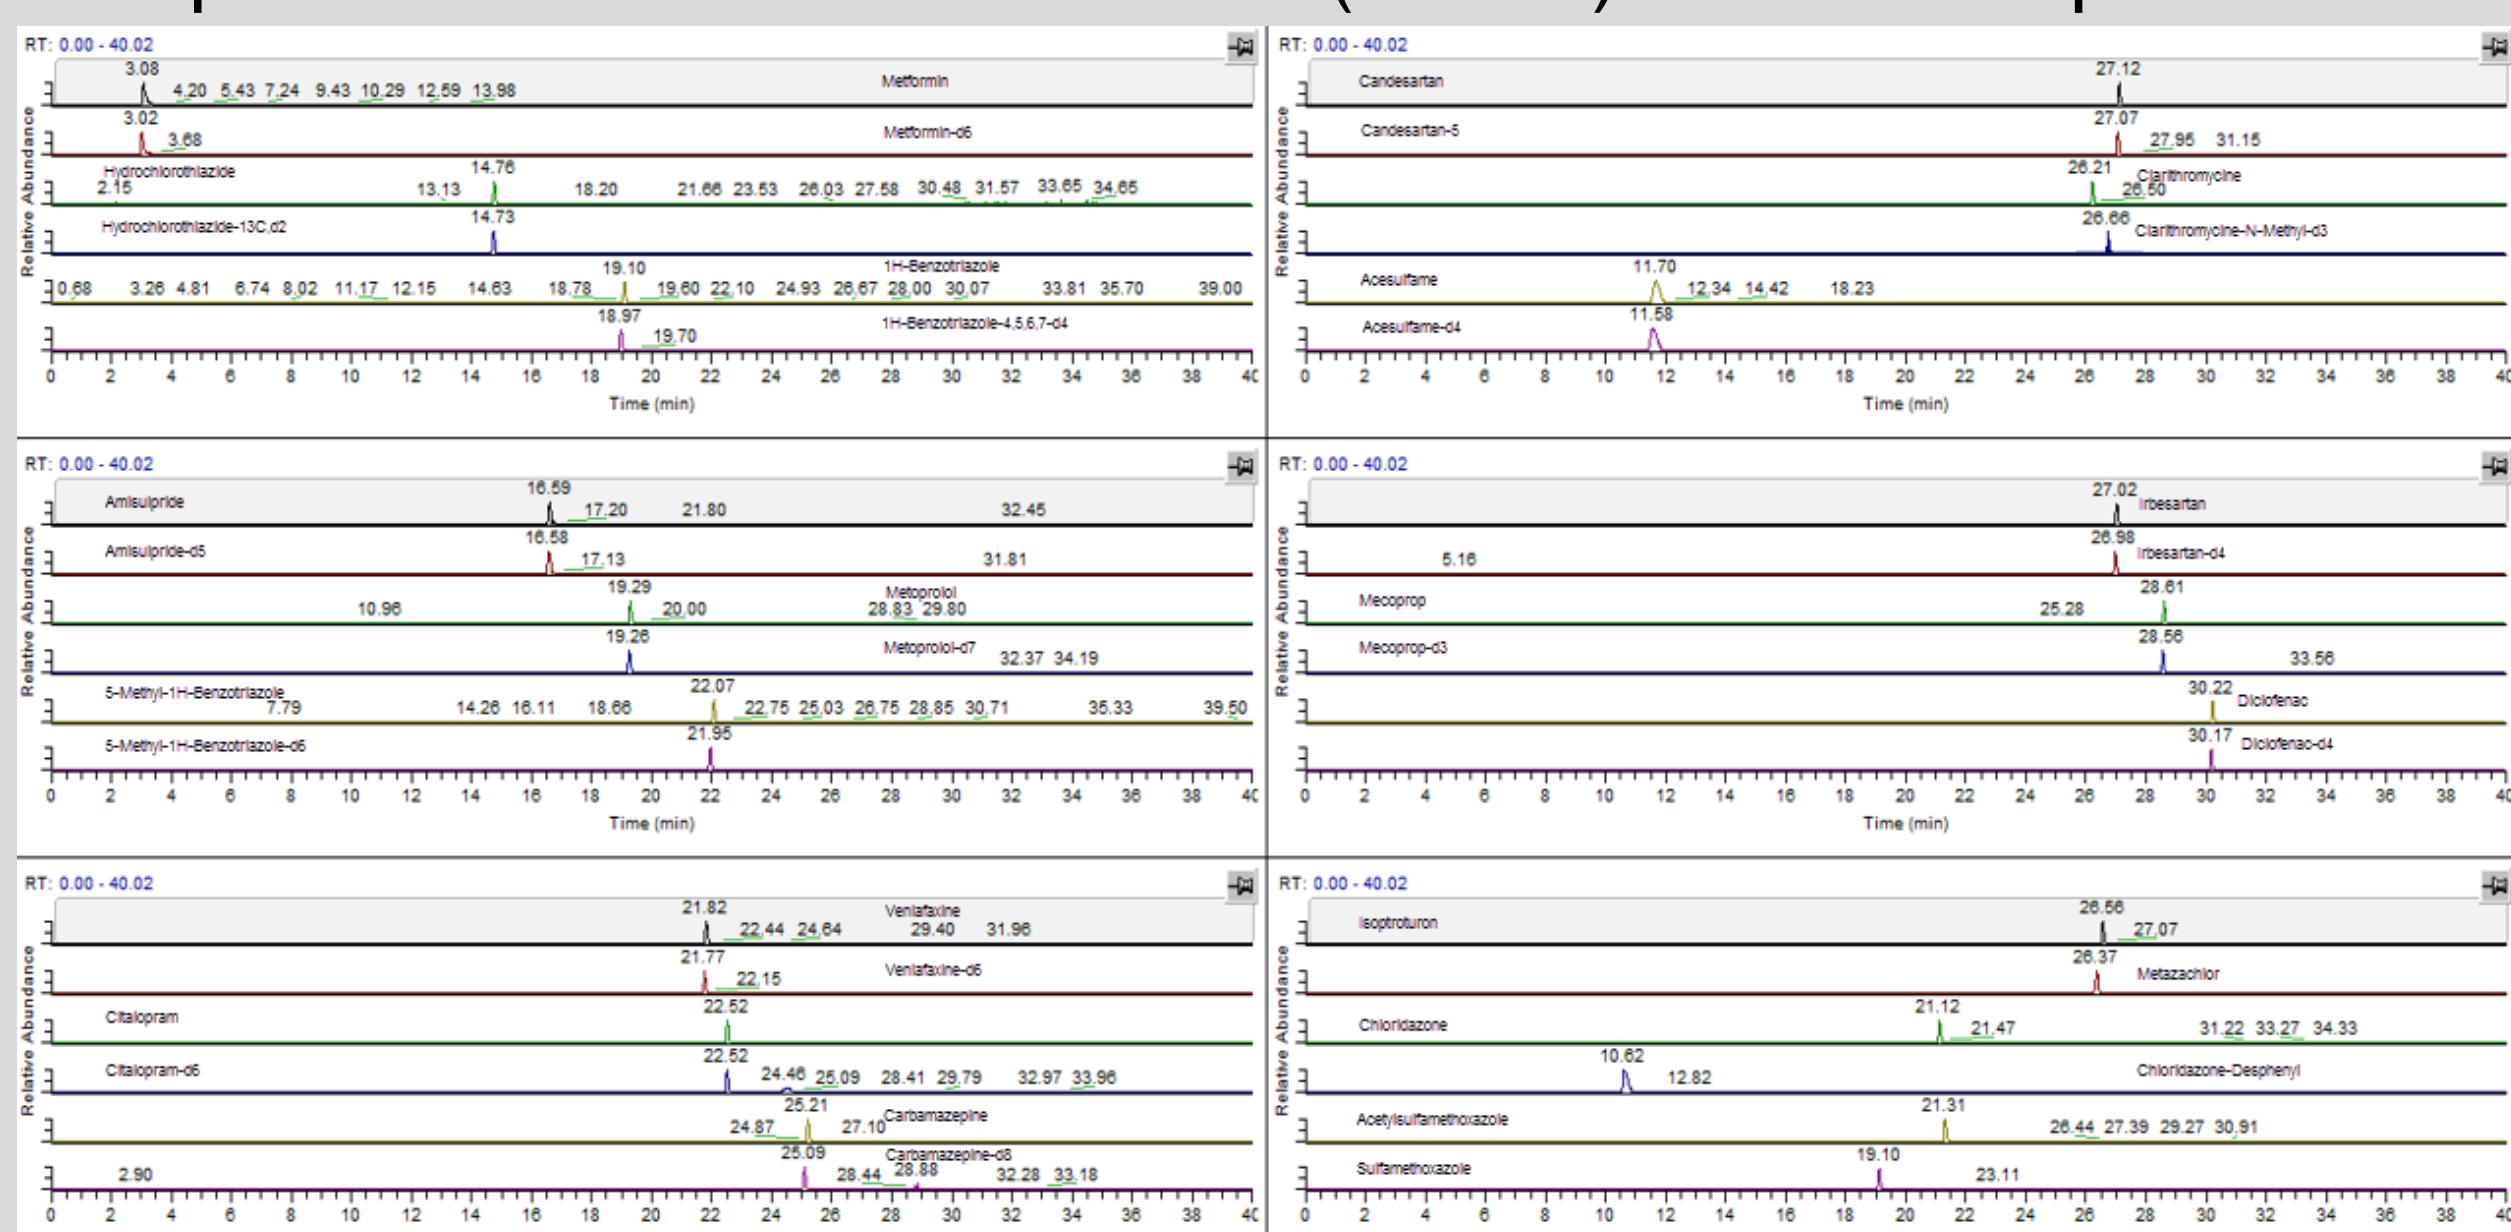 RT: 0.00 - 40.02
Relative Abundance
3.08
4.20 5.43 7.24 9.43 10.29 12.59 13.98
Metformin
3.02
3.68
Metformin-d6
Hydrochlorothiazide
14.76
2.15 13.13 18.20 21.66 23.53 26.03 27.58 30.48 31.57 33.65 34.65
14.73
Hydrochlorothiazide-13C,d2
19.10
1H-Benzotriazole
0.68 3.26 4.81 6.74 8.02 11.17 12.15 14.63 18.78 19.60 22.10 24.93 26.67 28.00 30.07 33.81 35.70 39.00
18.97
19.70
1H-Benzotriazole-4,5,6,7-d4
0 2 4 6 8 10 12 14 16 18 20 22 24 26 28 30 32 34 36 38 40
Time (min)
RT: 0.00 - 40.02
Relative Abundance
27.12
Candesartan
27.07
Candesartan-5
27.95 31.15
26.21
Clarithromycine
26.50
26.66
Clarithromycine-N-Methyl-d3
11.70
Acesulfame
12.34 14.42 18.23
11.58
Acesulfame-d4
0 2 4 6 8 10 12 14 16 18 20 22 24 26 28 30 32 34 36 38 40
Time (min)
RT: 0.00 - 40.02
Relative Abundance
16.59
Amisulpride
17.20 21.80 32.45
16.58
Amisulpride-d5
17.13 31.81
19.29
Metoprolol
10.96 20.00 28.83 29.80
19.26
Metoprolol-d7
32.37 34.19
5-Methyl-1H-Benzotriazole
22.07
7.79 14.26 16.11 18.66 22.75 25.03 26.75 28.85 30.71 35.33 39.50
21.95
5-Methyl-1H-Benzotriazole-d6
0 2 4 6 8 10 12 14 16 18 20 22 24 26 28 30 32 34 36 38 40
Time (min)
RT: 0.00 - 40.02
Relative Abundance
27.02
Irbesartan
26.98
5.16
Irbesartan-d4
28.61
Mecoprop
25.28
28.56
Mecoprop-d3
33.56
30.22
Diclofenac
30.17
Diclofenac-d4
0 2 4 6 8 10 12 14 16 18 20 22 24 26 28 30 32 34 36 38 40
Time (min)
RT: 0.00 - 40.02
Relative Abundance
21.82
Venlafaxine
22.44 24.64 29.40 31.96
21.77
22.15
Venlafaxine-d6
22.52
Citalopram
22.52
Citalopram-d6
24.46 25.09 28.41 29.79 32.97 33.96
25.21
Carbamazepine
24.87 27.10
25.09
Carbamazepine-d8
2.90 28.44 28.88 32.28 33.18
0 2 4 6 8 10 12 14 16 18 20 22 24 26 28 30 32 34 36 38 40
RT: 0.00 - 40.02
Relative Abundance
26.56
Isoptroturon
27.07
26.37
Metazachlor
21.12
Chloridazone
21.47 31.22 33.27 34.33
10.62
12.82
Chloridazone-Desphenyl
21.31
Acetylsulfamethoxazole
26.44 27.39 29.27 30.91
19.10
Sulfamethoxazole
23.11
0 2 4 6 8 10 12 14 16 18 20 22 24 26 28 30 32 34 36 38 40